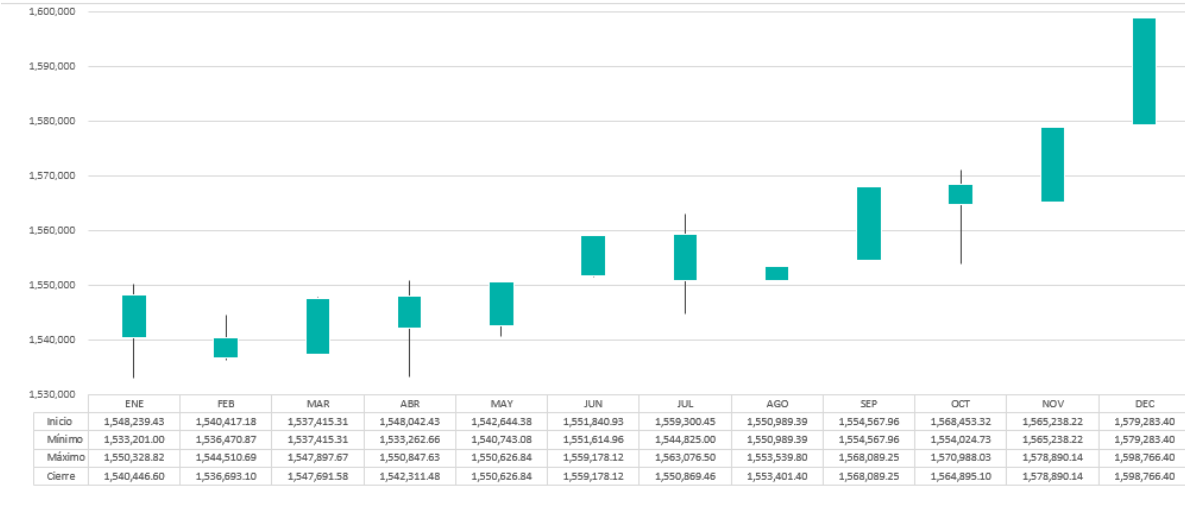 1,600,000
1,590,000
1,580,000
1,570,000
1,560,000
1,550,000
1,540,000
1,530,000
ENE FEB MAR ABR MAY JUN JUL AGO SEP OCT NOV DEC
Inicio 1,548,239.43 1,540,417.18 1,537,415.31 1,548,042.43 1,542,644.38 1,551,840.93 1,559,300.45 1,550,989.39 1,554,567.96 1,568,453.32 1,565,238.22 1,579,283.40
Mínimo 1,533,201.00 1,536,470.87 1,537,415.31 1,533,262.66 1,540,743.08 1,551,614.96 1,544,825.00 1,550,989.39 1,554,567.96 1,554,024.73 1,565,238.22 1,579,283.40
Máximo 1,550,328.82 1,544,510.69 1,547,897.67 1,550,847.63 1,550,626.84 1,559,178.12 1,563,076.50 1,553,539.80 1,568,089.25 1,570,988.03 1,578,890.14 1,598,766.40
Cierre 1,540,446.60 1,536,693.10 1,547,691.58 1,542,311.48 1,550,626.84 1,559,178.12 1,550,869.46 1,553,401.40 1,568,089.25 1,564,895.10 1,578,890.14 1,598,766.40